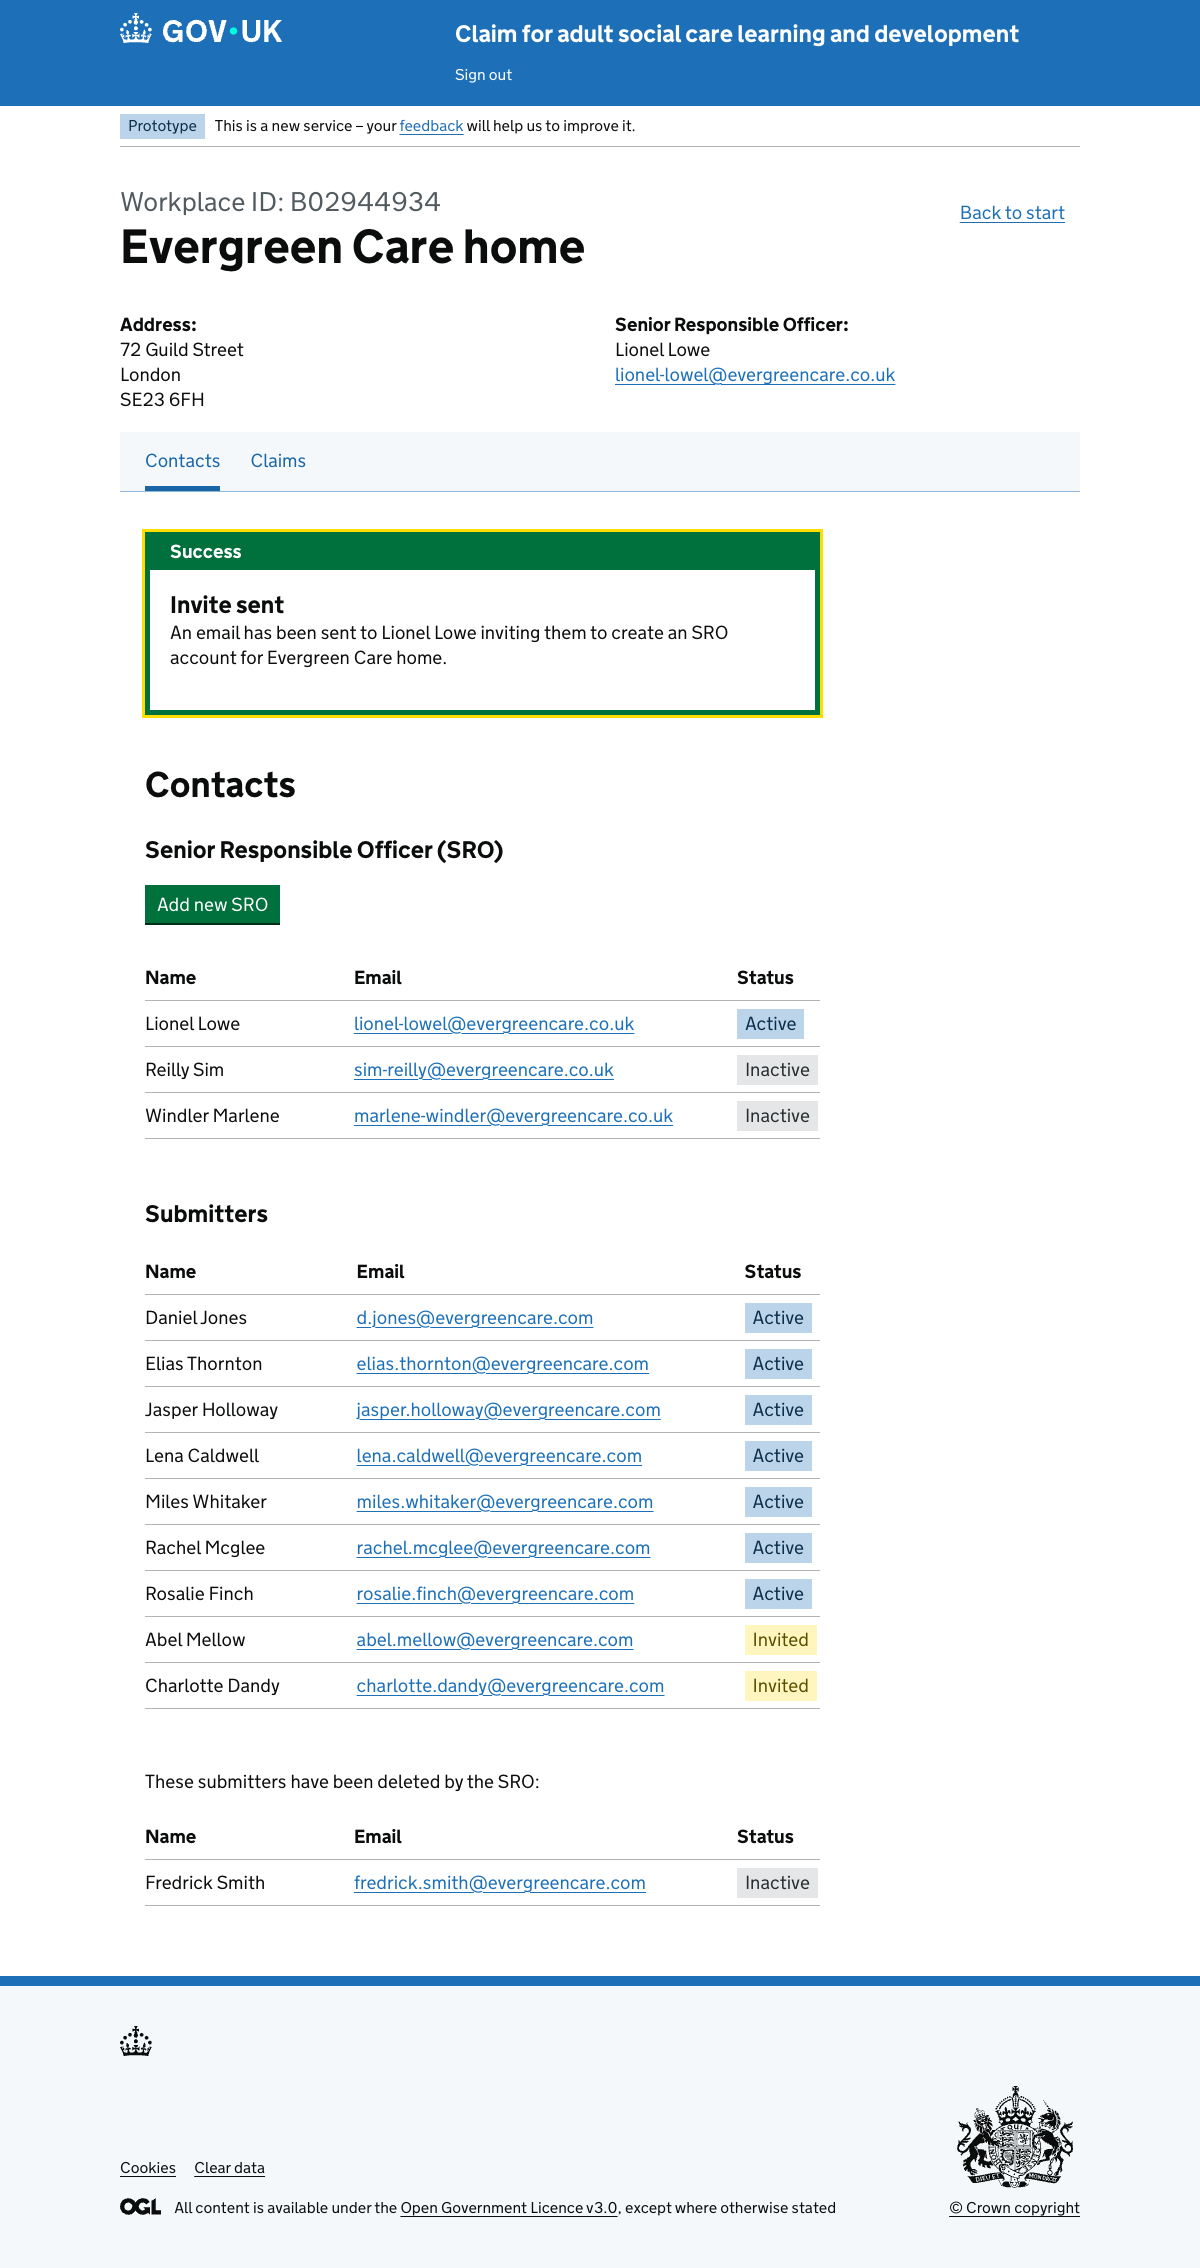 GOV·UK
Claim for adult social care learning and development
Sign out
Prototype This is a new service – your feedback will help us to improve it.
Workplace ID: B02944934
Evergreen Care home
Back to start
Address:
72 Guild Street
London
SE23 6FH
Senior Responsible Officer:
Lionel Lowe
lionel-lowel@evergreencare.co.uk
Contacts Claims
Success
Invite sent
An email has been sent to Lionel Lowe inviting them to create an SRO
account for Evergreen Care home.
Contacts
Senior Responsible Officer (SRO)
Add new SRO
Name Email Status
Lionel Lowe lionel-lowel@evergreencare.co.uk Active
Reilly Sim sim-reilly@evergreencare.co.uk Inactive
Windler Marlene marlene-windler@evergreencare.co.uk Inactive
Submitters
Name Email Status
Daniel Jones d.jones@evergreencare.com Active
Elias Thornton elias.thornton@evergreencare.com Active
Jasper Holloway jasper.holloway@evergreencare.com Active
Lena Caldwell lena.caldwell@evergreencare.com Active
Miles Whitaker miles.whitaker@evergreencare.com Active
Rachel Mcglee rachel.mcglee@evergreencare.com Active
Rosalie Finch rosalie.finch@evergreencare.com Active
Abel Mellow abel.mellow@evergreencare.com Invited
Charlotte Dandy charlotte.dandy@evergreencare.com Invited
These submitters have been deleted by the SRO:
Name Email Status
Fredrick Smith fredrick.smith@evergreencare.com Inactive
Cookies Clear data
OGL All content is available under the Open Government Licence v3.0, except where otherwise stated
© Crown copyright